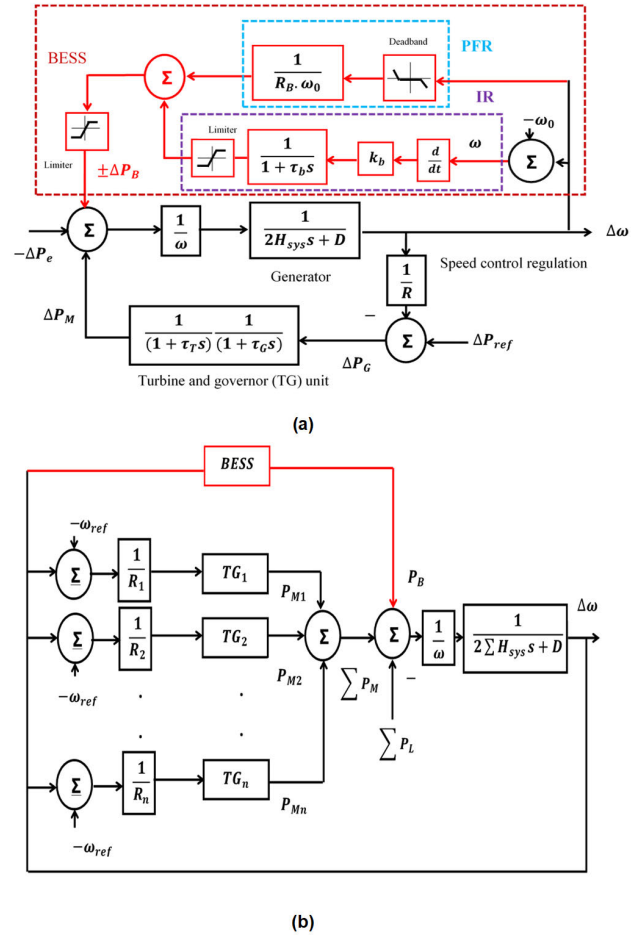 BESS
Deadband
PFR
1
R_B. ω_0
Σ
IR
Limiter
−ω_0
Limiter
1
1 + τ_b s
k_b
d
dt
ω
Σ
±ΔP_B
Σ
1
ω
1
2H_sys s + D
Δω
−ΔP_e
Generator
Speed control regulation
1
R
ΔP_M
1
(1 + τ_T s)
1
(1 + τ_G s)
−
Σ
ΔP_ref
ΔP_G
Turbine and governor (TG) unit
(a)
BESS
−ω_ref
Σ
1
R_1
TG_1
P_M1
P_B
Δω
Σ
1
R_2
TG_2
Σ
Σ
1
ω
1
2 ∑ H_sys s + D
P_M2
∑ P_M
−
−ω_ref
. .
∑ P_L
. .
Σ
1
R_n
TG_n
P_Mn
−ω_ref
(b)